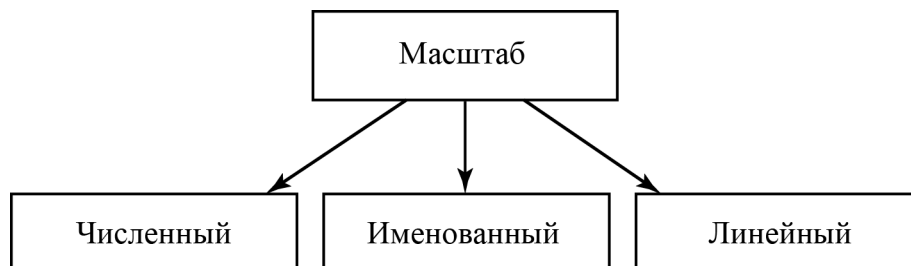 Масштаб
Численный
Именованный
Линейный